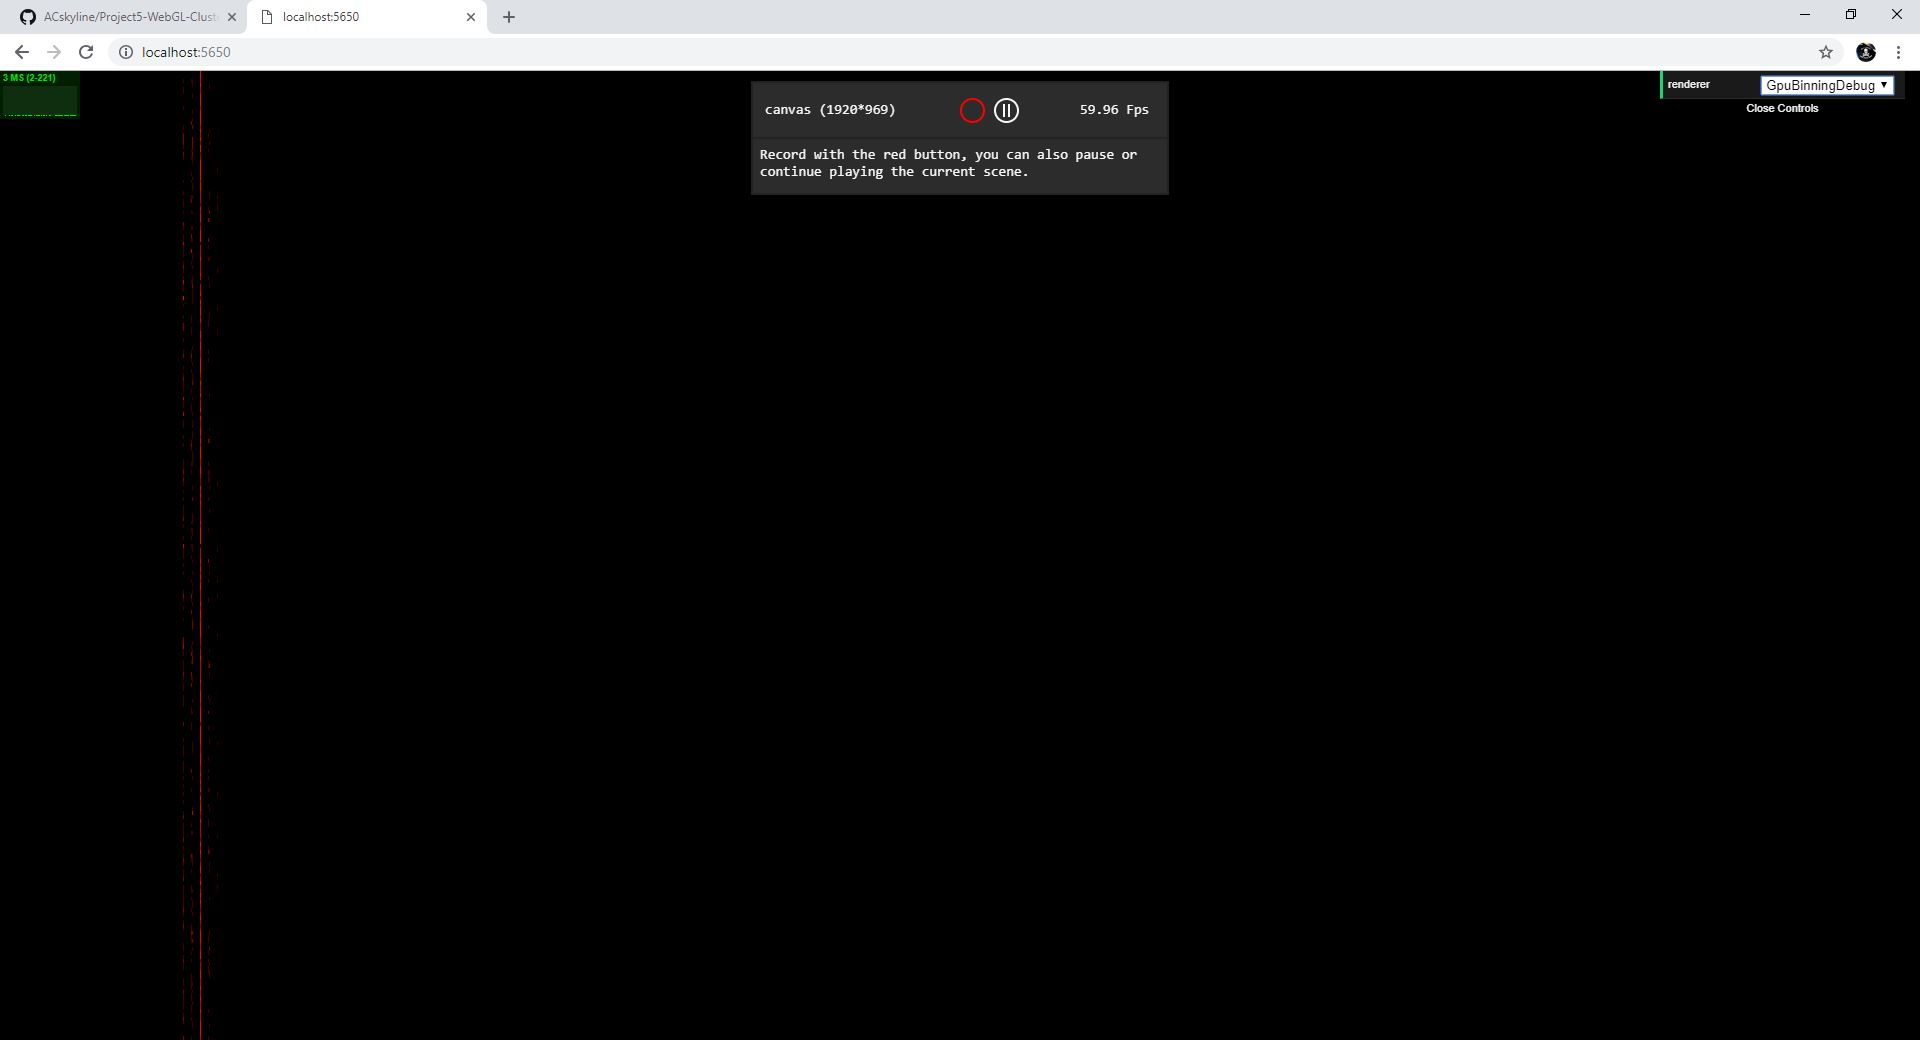 ACskyline/Project5-WebGL-Clust
localhost:5650
localhost:5650
3 MS (2-221)
canvas (1920*969)
59.96 Fps
Record with the red button, you can also pause or
continue playing the current scene.
renderer
GpuBinningDebug
Close Controls